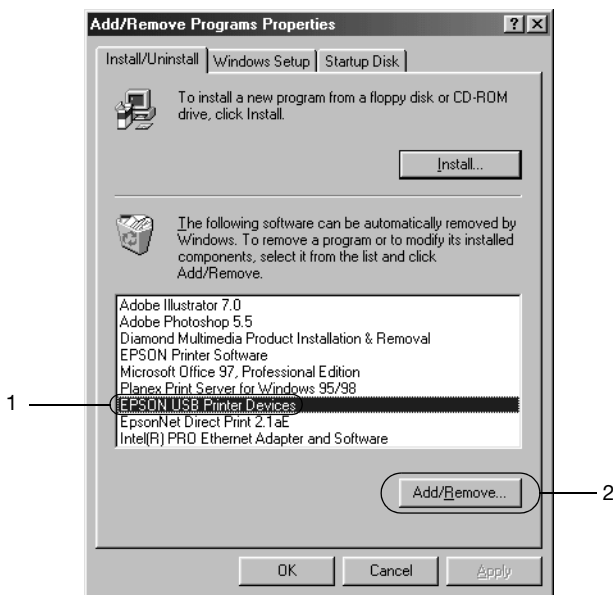 Add/Remove Programs Properties
? X
Install/Uninstall Windows Setup Startup Disk
To install a new program from a floppy disk or CD-ROM
drive, click Install.
Install...
The following software can be automatically removed by
Windows. To remove a program or to modify its installed
components, select it from the list and click
Add/Remove.
Adobe Illustrator 7.0
Adobe Photoshop 5.5
Diamond Multimedia Product Installation & Removal
EPSON Printer Software
Microsoft Office 97, Professional Edition
Planex Print Server for Windows 95/98
1 EPSON USB Printer Devices
EpsonNet Direct Print 2.1aE
Intel(R) PRO Ethernet Adapter and Software
Add/Remove... 2
OK Cancel Apply